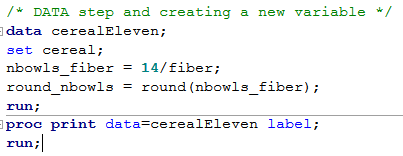 /* DATA step and creating a new variable */
data cerealEleven;
set cereal;
nbowls_fiber = 14/fiber;
round_nbowls = round(nbowls_fiber);
run;
proc print data=cerealEleven label;
run;